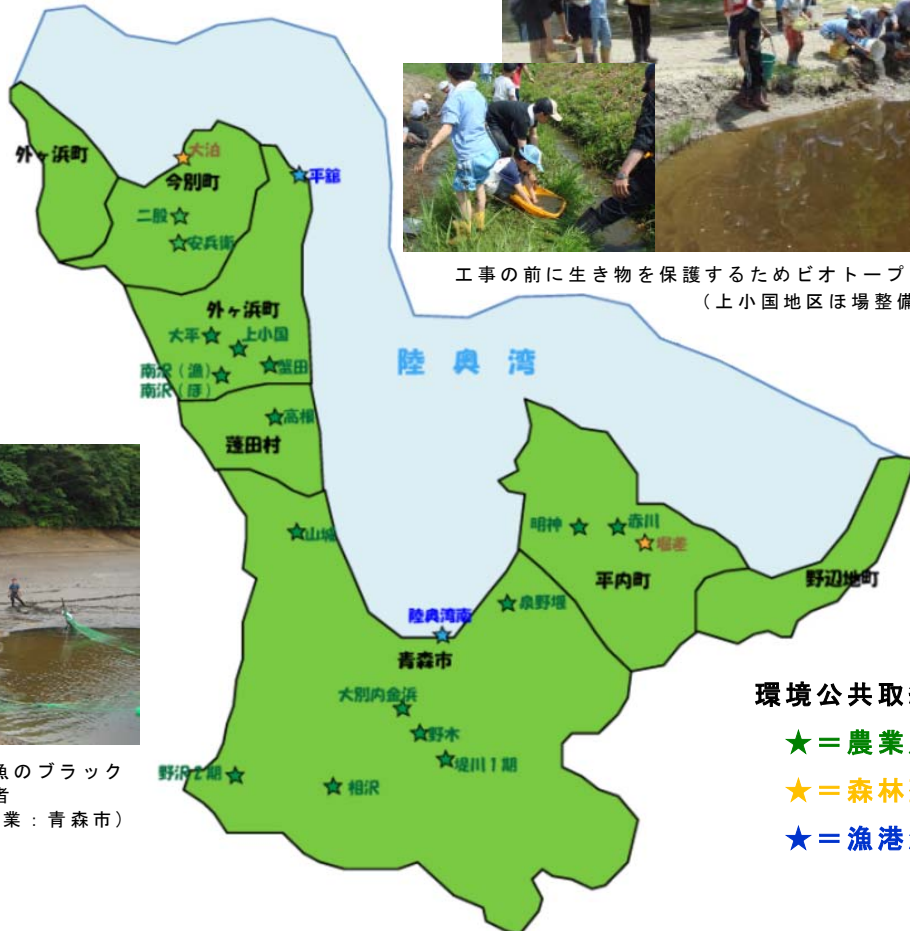 工事の前に生き物を保護するためビオトープ
（上小国地区ほ場整備
外ヶ浜町
大泊
今別町
平舘
二股
安兵衛
外ヶ浜町
大平
上小国
南沢（漁）
南沢（ほ）
蟹田
陸奥湾
高根
蓬田村
山城
明神
赤川
堀差
平内町
野辺地町
泉野堰
陸奥湾南
青森市
大別内金浜
野木
堤川１期
野沢２期
相沢
魚のブラック
者
業：青森市）
環境公共取
★＝農業
★＝森林
★＝漁港